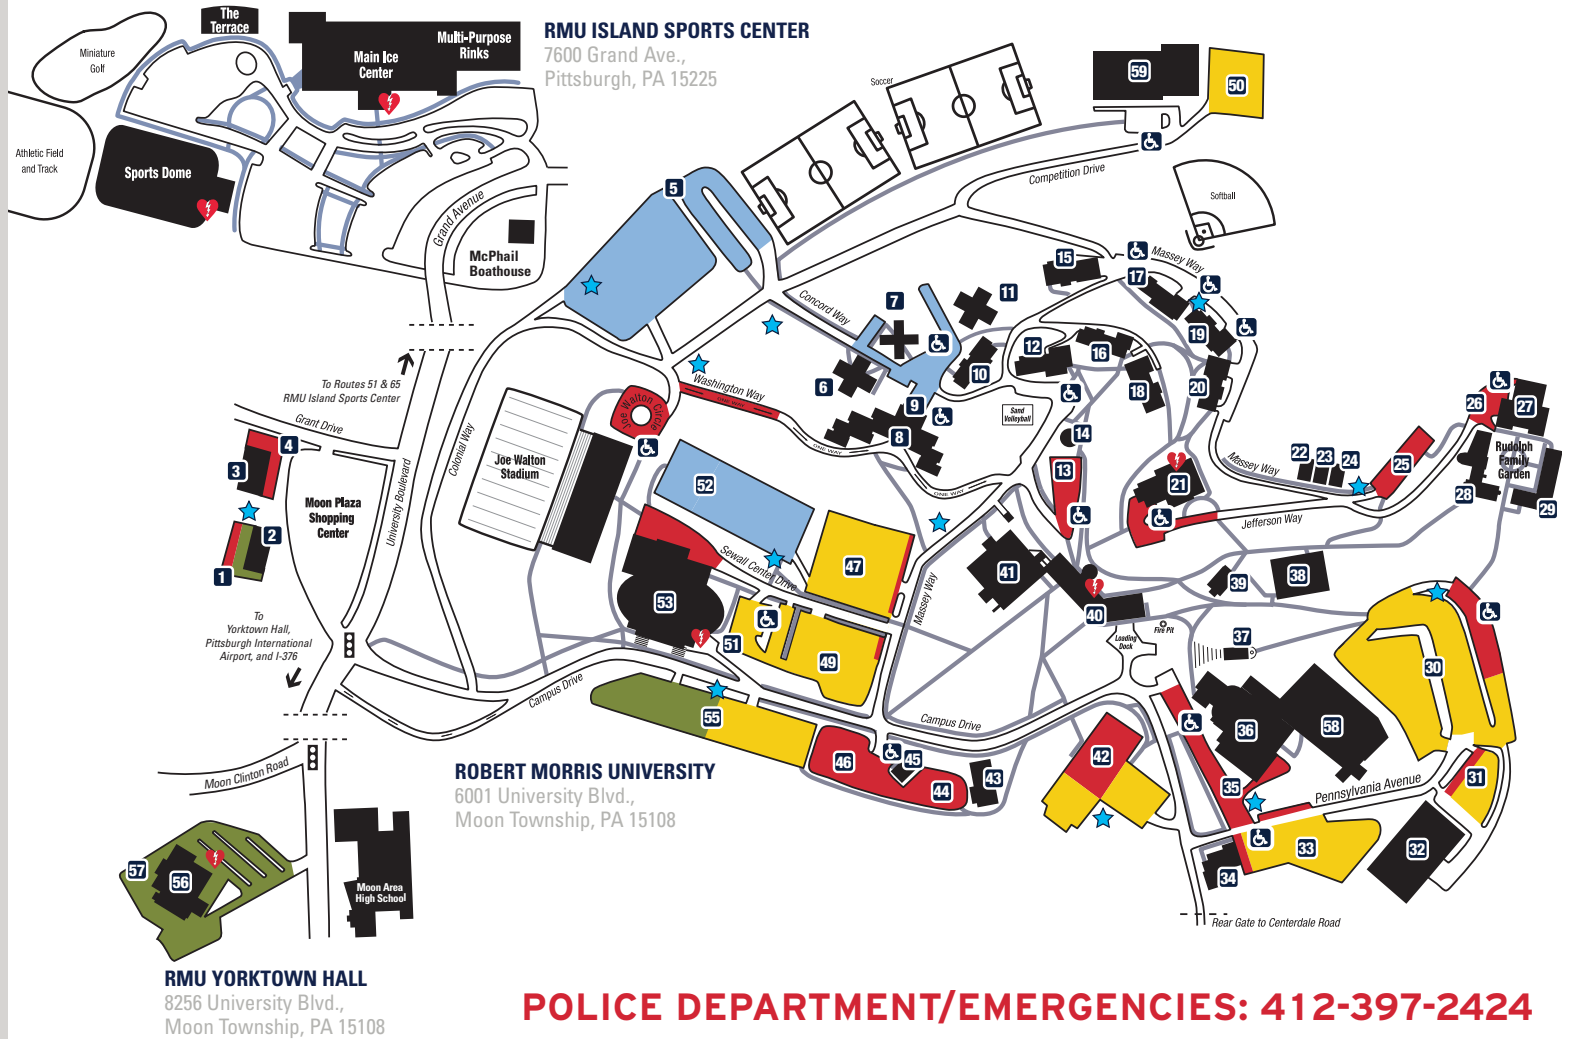 The
Terrace
Miniature
Golf
Main Ice
Center
Multi-Purpose
Rinks
RMU ISLAND SPORTS CENTER
7600 Grand Ave.,
Pittsburgh, PA 15225
Athletic Field
and Track
Sports Dome
Grand Avenue
McPhail
Boathouse
Soccer
59
50
Competition Drive
Softball
5
To Routes 51 & 65
RMU Island Sports Center
Grant Drive
4
3
2
1
Moon Plaza
Shopping
Center
University Boulevard
Colonial Way
Joe Walton
Stadium
Joe Walton Circle
Washington Way
ONE WAY
ONE WAY
ONE WAY
Concord Way
7
6
11
10
9
8
15
12
16
17
18
19
20
Massey Way
Sand
Volleyball
14
13
21
Massey Way
22
23
24
25
26
27
Rudolph
Family
Garden
28
29
Jefferson Way
52
47
Sewall Center Drive
53
51
49
Massey Way
41
40
39
38
Loading
Dock
Fire Pit
37
To
Yorktown Hall,
Pittsburgh International
Airport, and I-376
Campus Drive
55
Campus Drive
46
45
44
43
42
36
58
35
30
31
Pennsylvania Avenue
32
33
34
Rear Gate to Centerdale Road
ROBERT MORRIS UNIVERSITY
6001 University Blvd.,
Moon Township, PA 15108
Moon Clinton Road
57
56
Moon Area
High School
RMU YORKTOWN HALL
8256 University Blvd.,
Moon Township, PA 15108
POLICE DEPARTMENT/EMERGENCIES: 412-397-2424